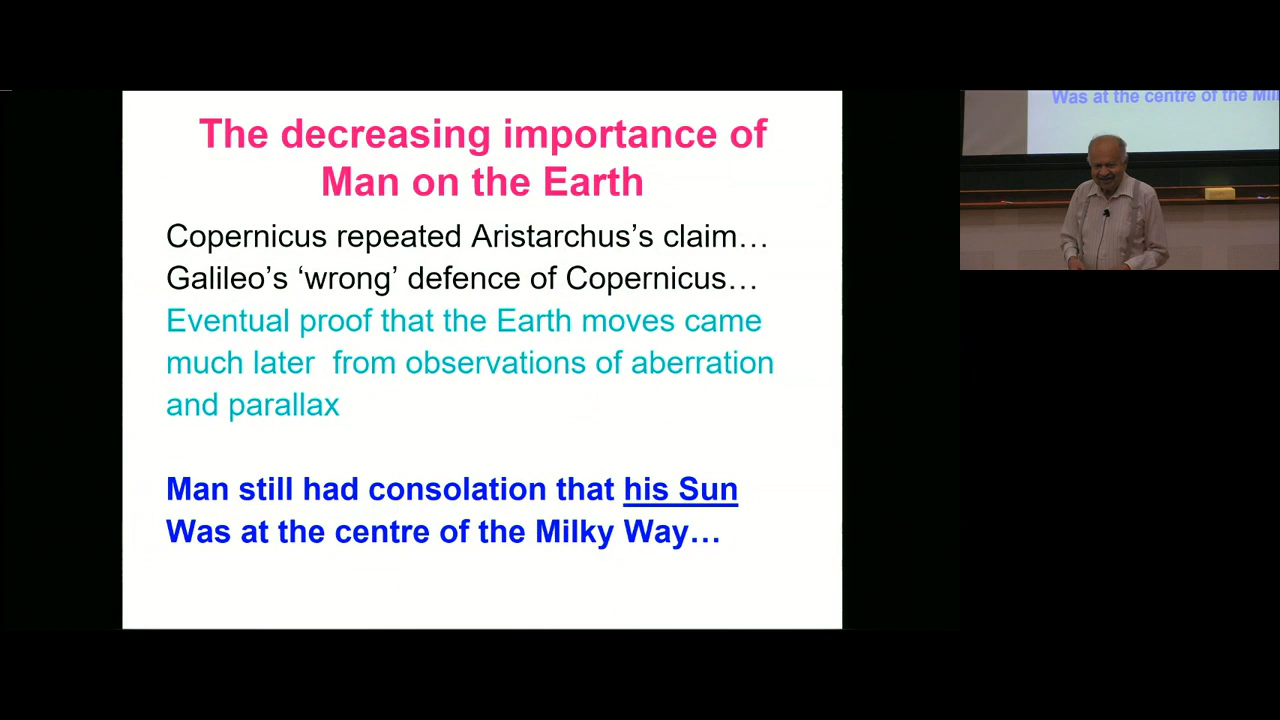 The decreasing importance of
Man on the Earth
Copernicus repeated Aristarchus’s claim…
Galileo’s ‘wrong’ defence of Copernicus…
Eventual proof that the Earth moves came
much later from observations of aberration
and parallax
Man still had consolation that his Sun
Was at the centre of the Milky Way…
Was at the centre of the Mil